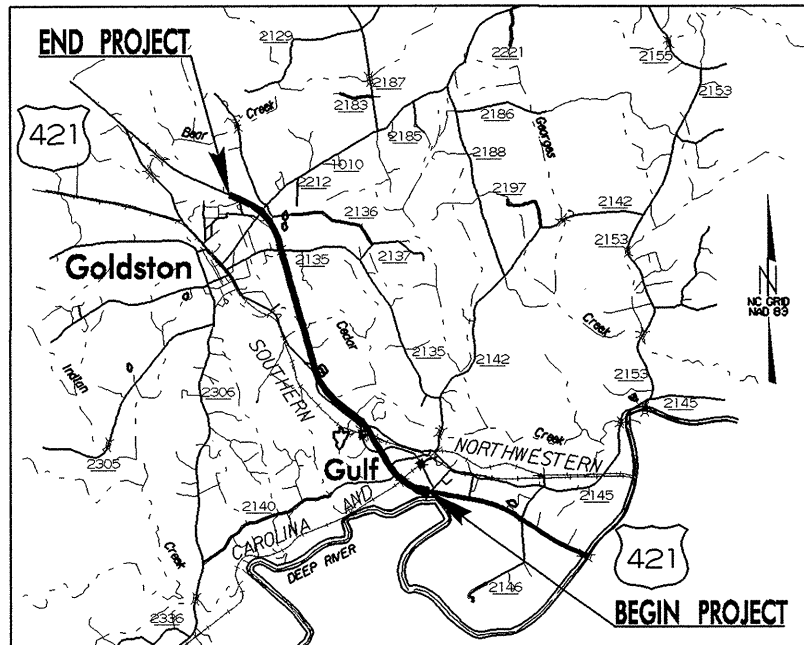 END PROJECT
2129
2221
2155
2187
2153
421
2183
Bear
Creek
2186
2185
Georges
1010
2188
2212
2197
2136
2142
2153
Goldston
2135
2137
N
NC GRID
NAD 83
Cedar
Creek
SOUTHERN
2135
2142
Indian
2306
2153
2145
2305
Creek
NORTHWESTERN
Gulf
2140
2145
CAROLINA AND
DEEP RIVER
421
Creek
2146
2336
BEGIN PROJECT